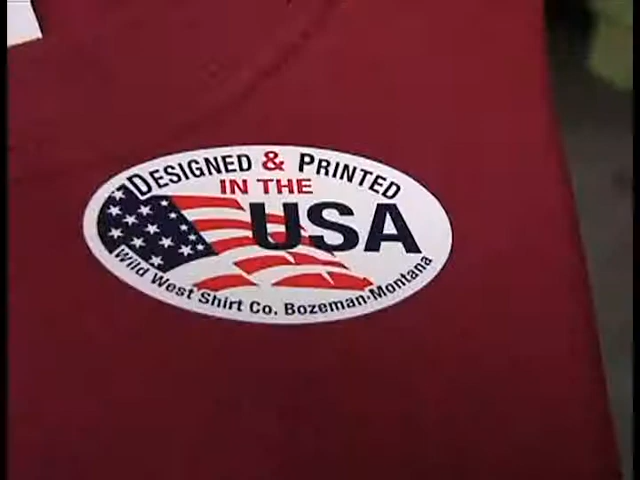 DESIGNED & PRINTED
IN THE
USA
Wild West Shirt Co. Bozeman·Montana